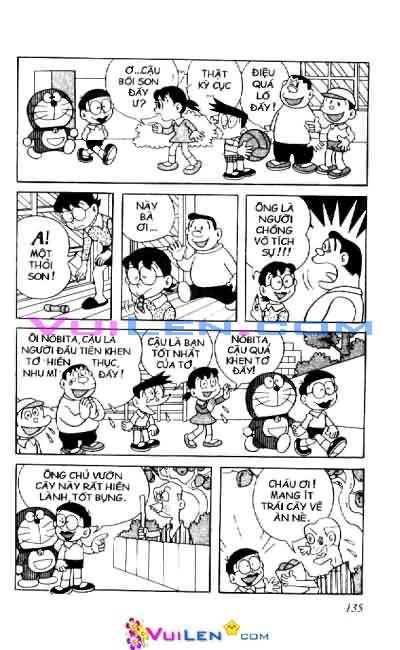 Ơ...CẬU
BÔI SON
ĐẤY
Ư?
THẬT
KỲ CỤC
ĐIỆU
QUÁ
LỐ
ĐẤY!
A!
MỘT
THỎI
SON!
NÀY
BÀ
ƠI...
ÔNG LÀ
NGƯỜI
CHỒNG
VÔ TÍCH
SỰ!!!
VUILEN.COM
ÔI NÔBITA, CẬU LÀ
NGƯỜI ĐẦU TIÊN KHEN
TỚ HIỀN THỤC,
NHU MÌ ĐẤY!
CẬU LÀ BẠN
TỐT NHẤT
CỦA TỚ
NÔBITA,
CẬU QUÁ
KHEN TỚ
ĐẤY!
ÔNG CHỦ VƯỜN
CÂY NÀY RẤT HIỀN
LÀNH, TỐT BỤNG.
CHÁU ƠI!
MANG ÍT
TRÁI CÂY VỀ
ĂN NÈ.
135
VUILEN.COM